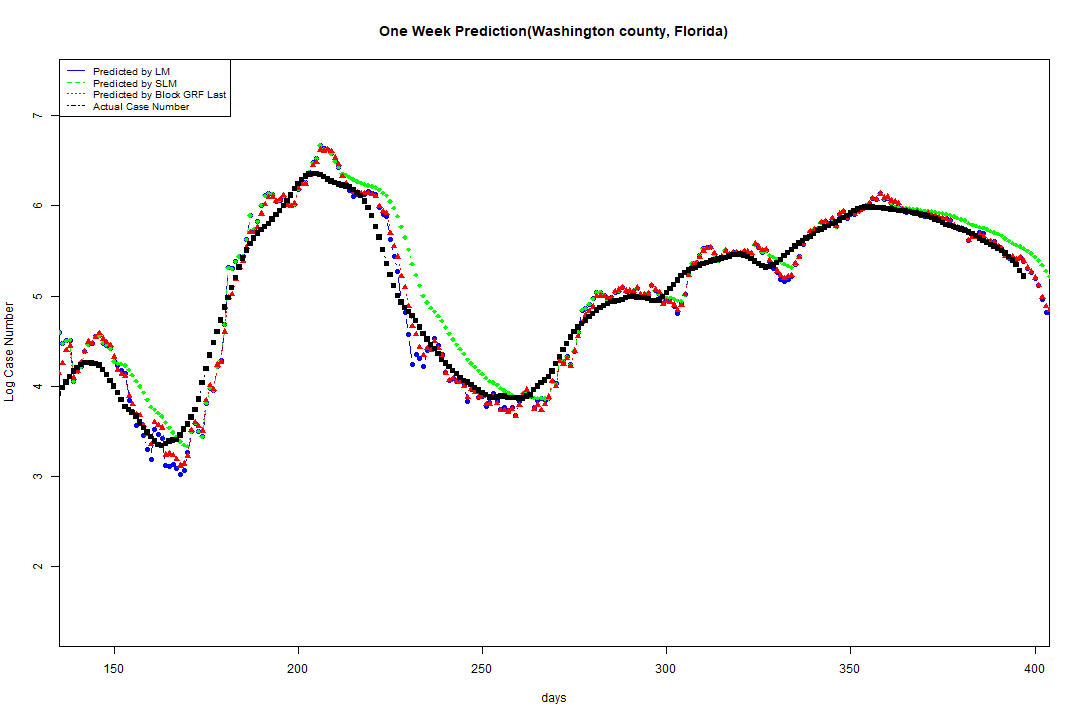 One Week Prediction(Washington county, Florida)
Predicted by LM
Predicted by SLM
Predicted by Block GRF Last
Actual Case Number
7
6
5
4
3
2
Log Case Number
150 200 250 300 350 400
days